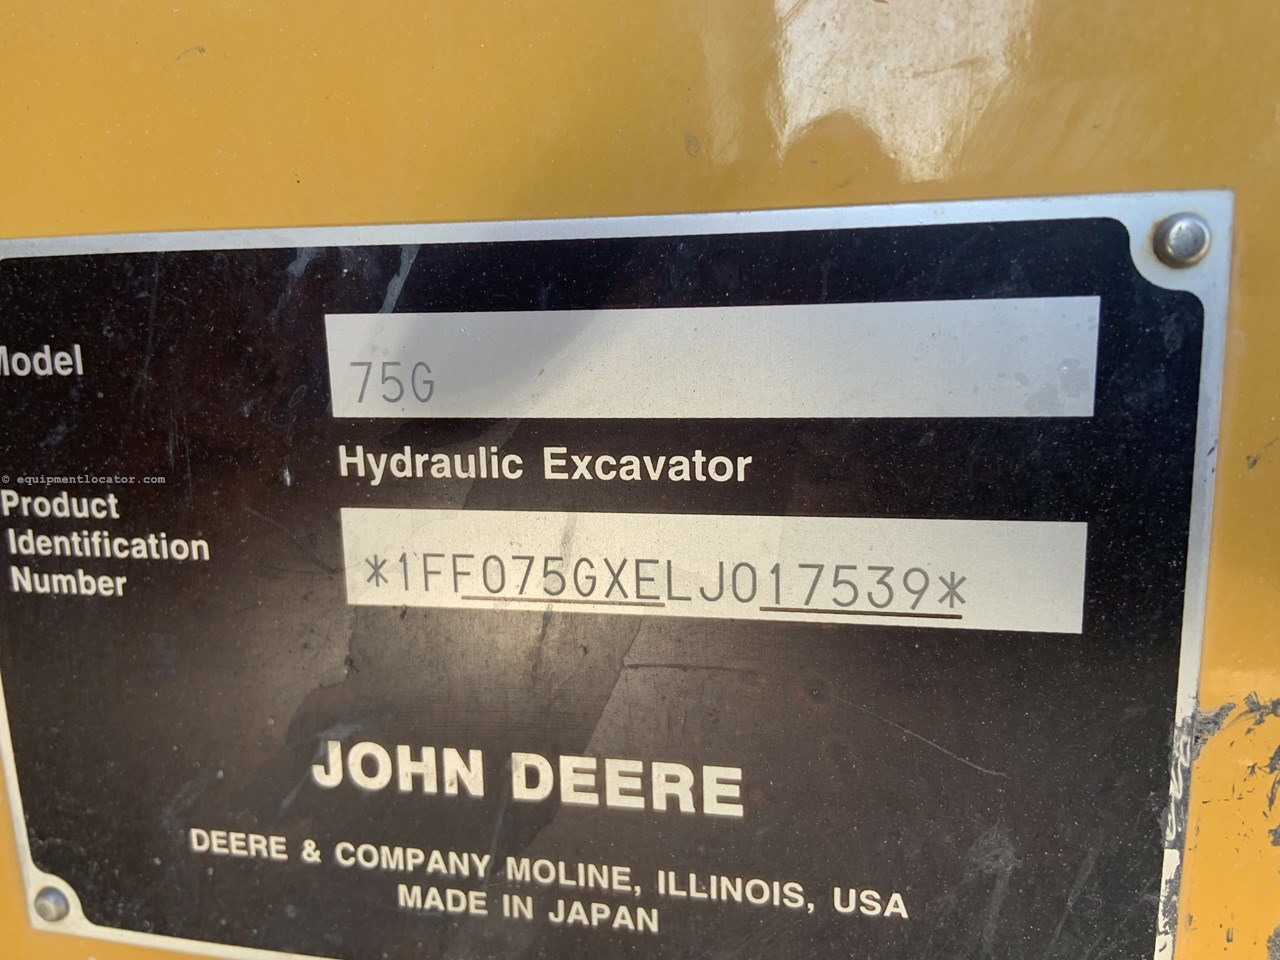 Model
75G
Hydraulic Excavator
© equipmentlocator.com
Product
Identification
Number
*1FF075GXELJ017539*
JOHN DEERE
DEERE & COMPANY MOLINE, ILLINOIS, USA
MADE IN JAPAN